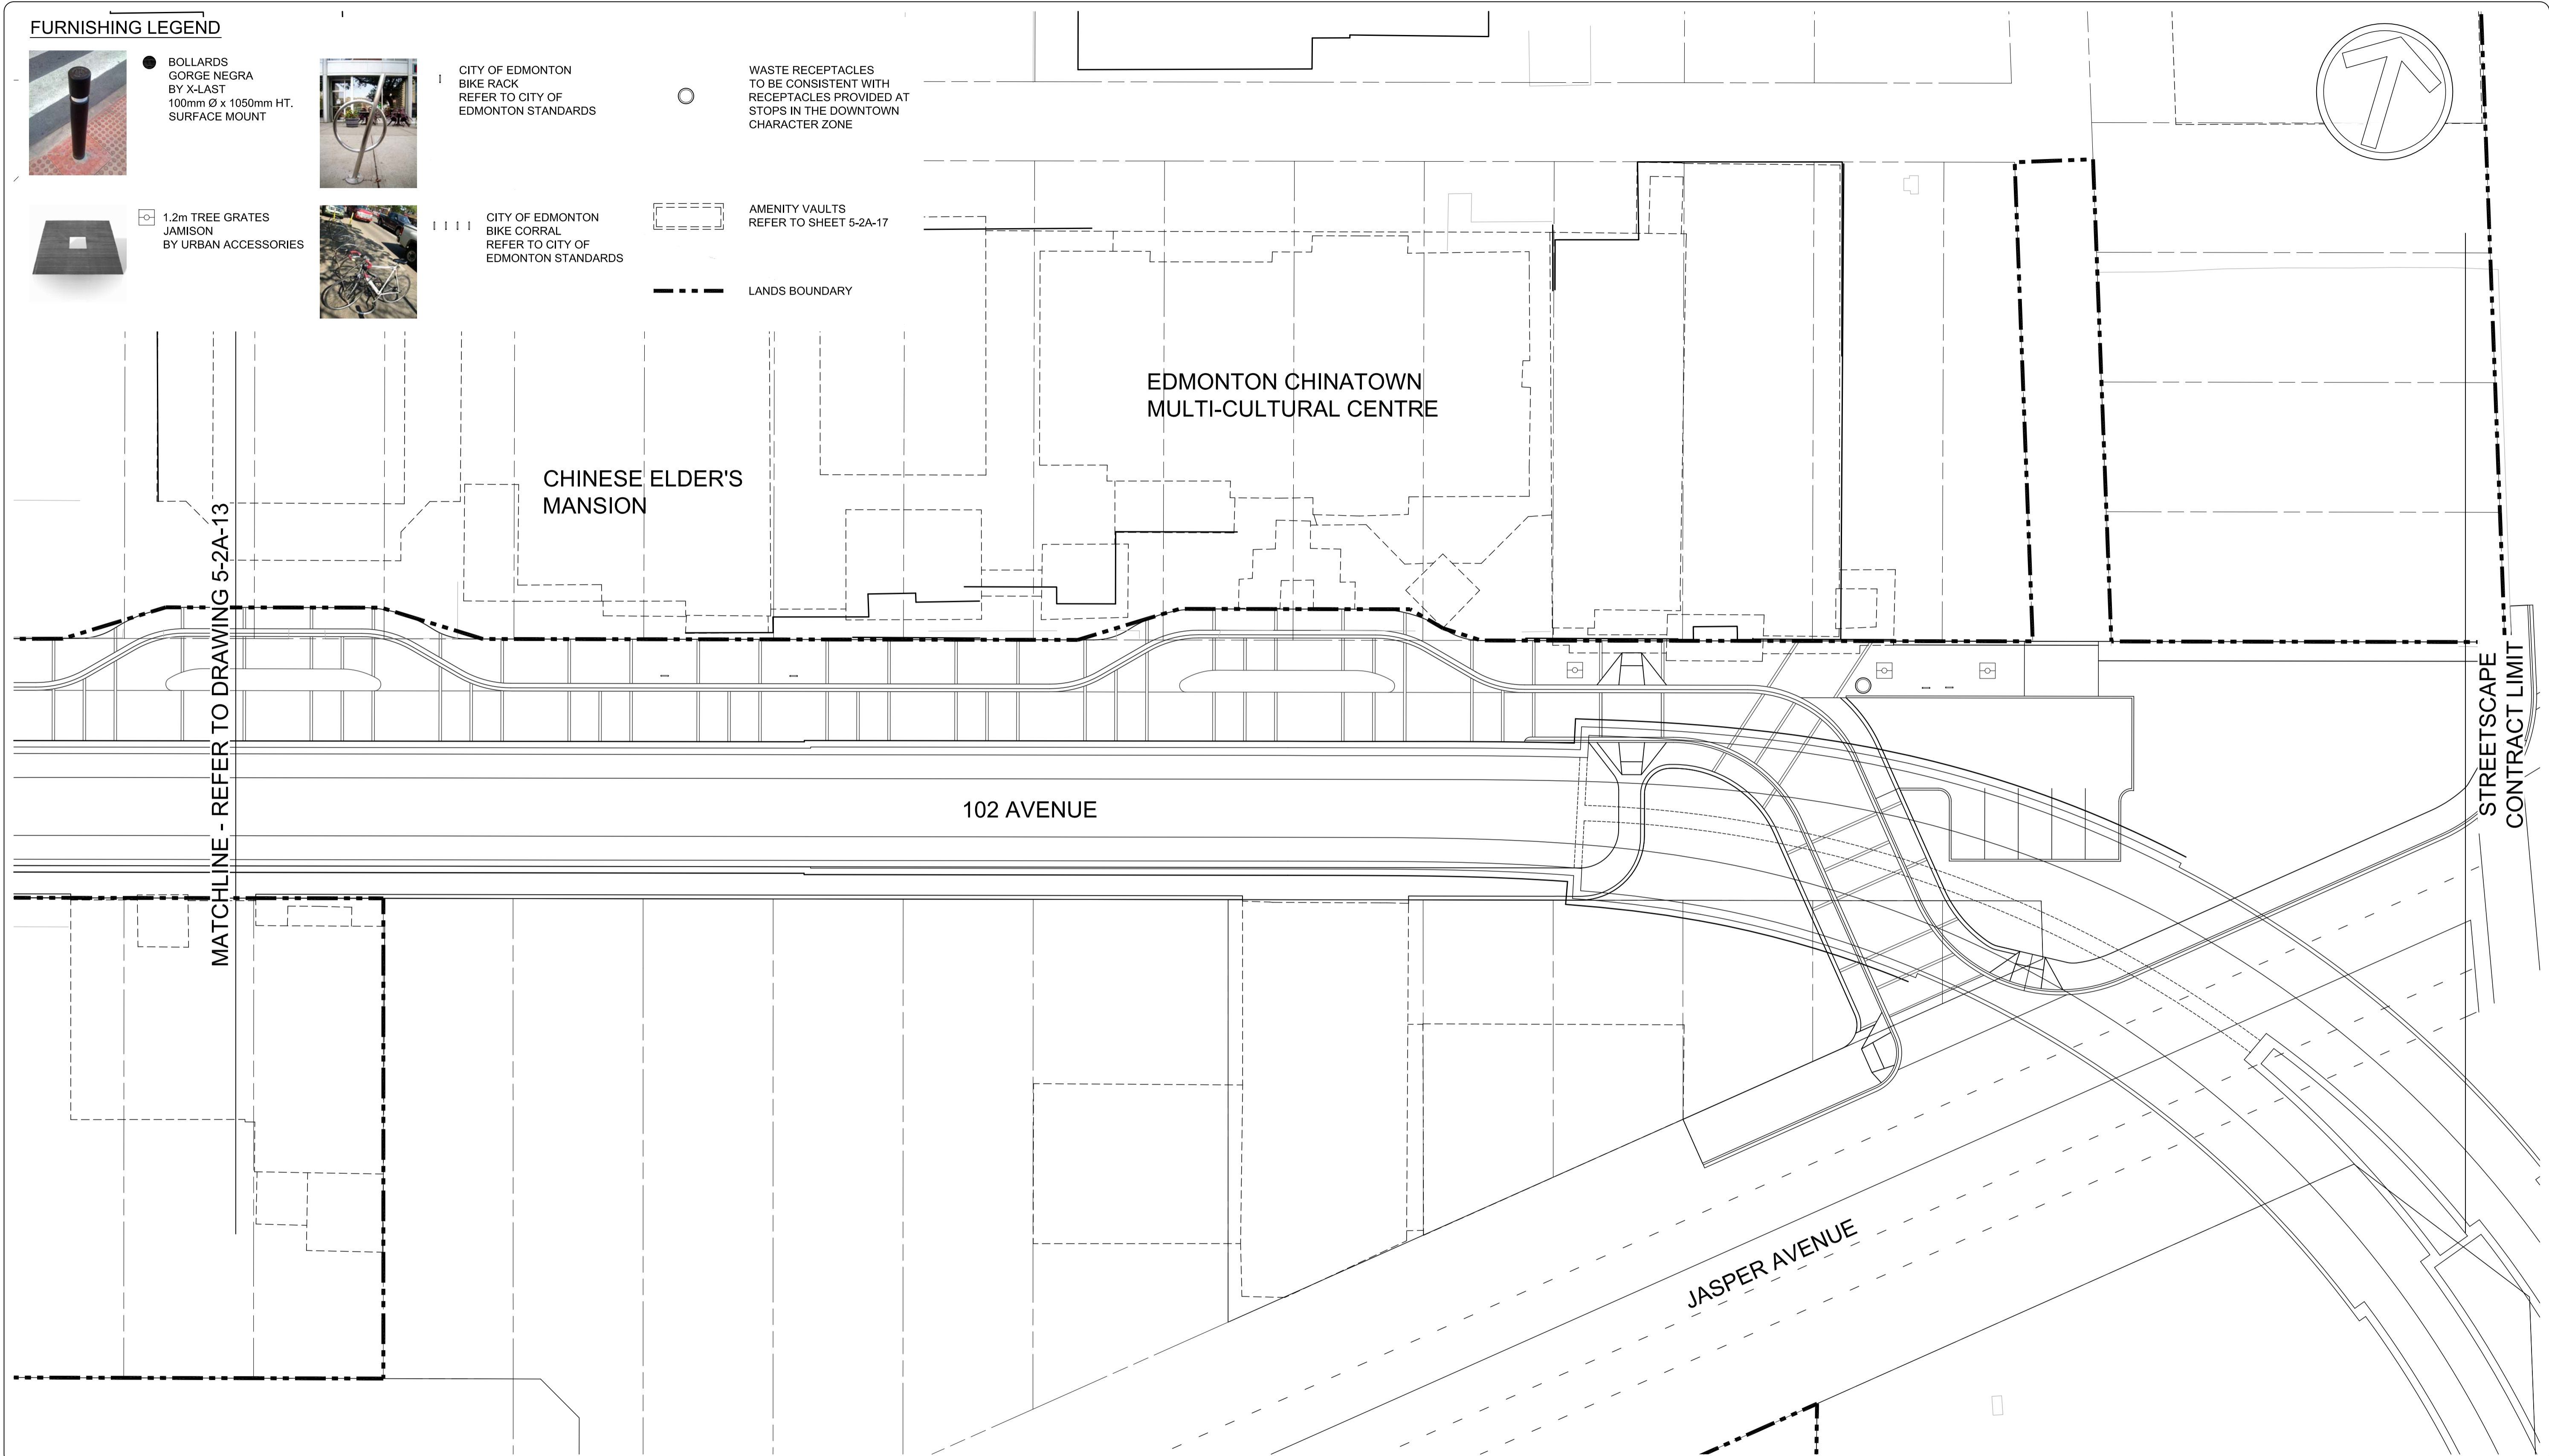 FURNISHING LEGEND
BOLLARDS
GORGE NEGRA
BY X-LAST
100mm Ø x 1050mm HT.
SURFACE MOUNT
CITY OF EDMONTON
BIKE RACK
REFER TO CITY OF
EDMONTON STANDARDS
WASTE RECEPTACLES
TO BE CONSISTENT WITH
RECEPTACLES PROVIDED AT
STOPS IN THE DOWNTOWN
CHARACTER ZONE
1.2m TREE GRATES
JAMISON
BY URBAN ACCESSORIES
CITY OF EDMONTON
BIKE CORRAL
REFER TO CITY OF
EDMONTON STANDARDS
AMENITY VAULTS
REFER TO SHEET 5-2A-17
LANDS BOUNDARY
EDMONTON CHINATOWN
MULTI-CULTURAL CENTRE
CHINESE ELDER'S
MANSION
MATCHLINE - REFER TO DRAWING 5-2A-13
102 AVENUE
STREETSCAPE
CONTRACT LIMIT
JASPER AVENUE